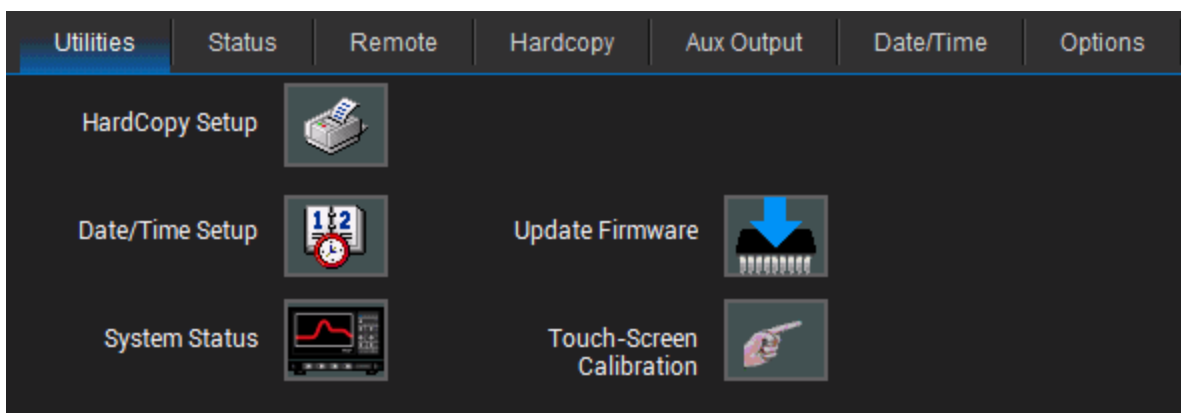 Utilities Status Remote Hardcopy Aux Output Date/Time Options
HardCopy Setup
Date/Time Setup
Update Firmware
System Status
Touch-Screen
Calibration